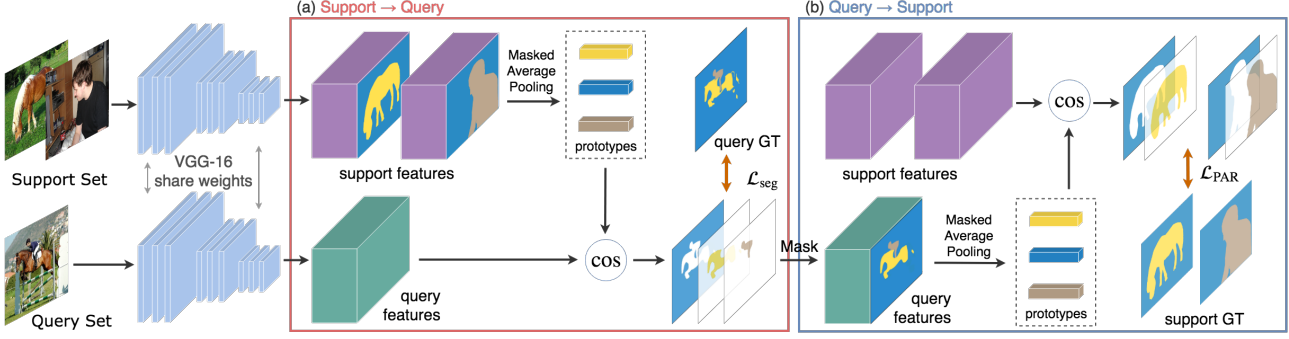 (a) Support → Query
(b) Query → Support
Support Set
VGG-16
share weights
Query Set
support features
Masked
Average
Pooling
prototypes
query GT
ℒseg
query
features
cos
Mask
support features
cos
ℒPAR
query
features
Masked
Average
Pooling
prototypes
support GT